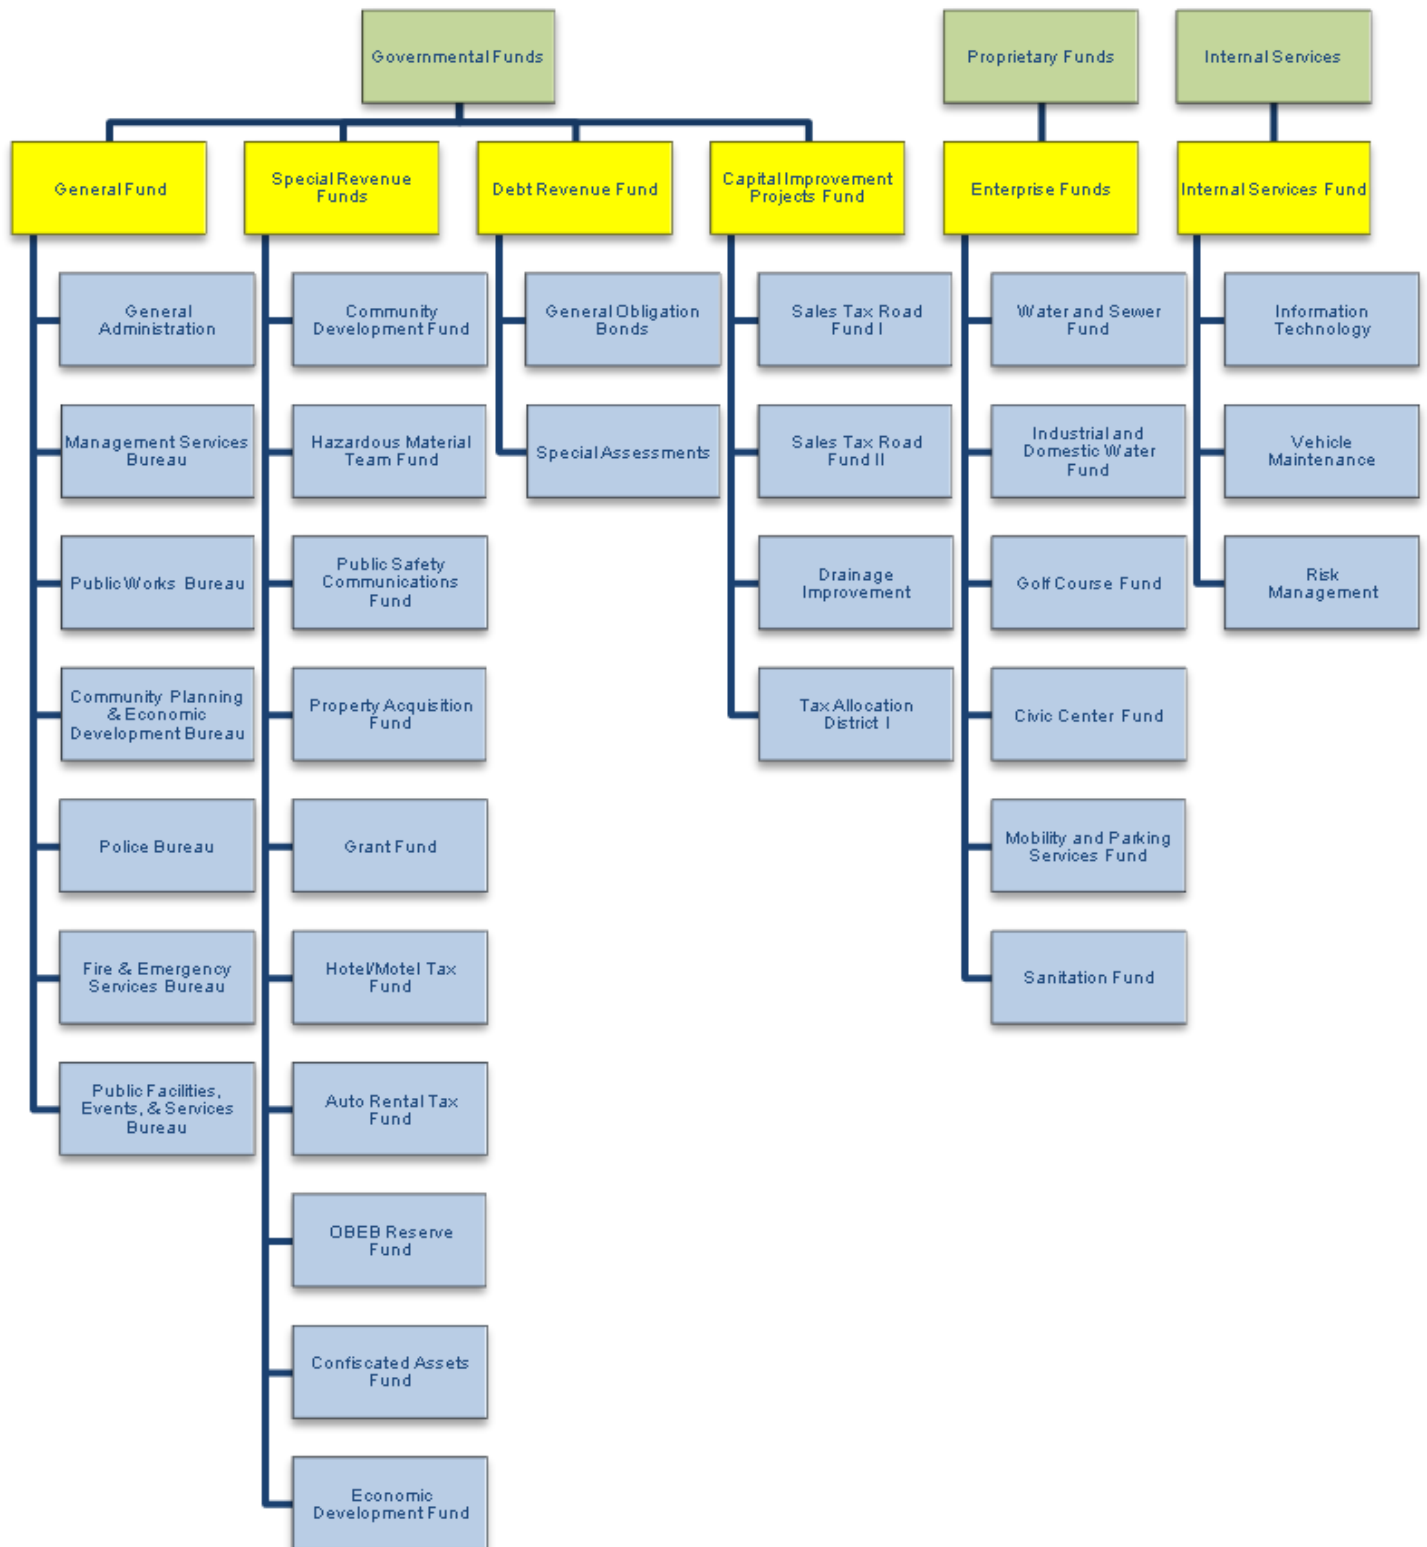 Governmental Funds
Proprietary Funds
Internal Services
General Fund
Special Revenue
Funds
Debt Revenue Fund
Capital Improvement
Projects Fund
Enterprise Funds
Internal Services Fund
General
Administration
Management Services
Bureau
Public Works Bureau
Community Planning
& Economic
Development Bureau
Police Bureau
Fire & Emergency
Services Bureau
Public Facilities,
Events, & Services
Bureau
Community
Development Fund
Hazardous Material
Team Fund
Public Safety
Communications
Fund
Property Acquisition
Fund
Grant Fund
Hotel/Motel Tax
Fund
Auto Rental Tax
Fund
OBEB Reserve
Fund
Confiscated Assets
Fund
Economic
Development Fund
General Obligation
Bonds
Special Assessments
Sales Tax Road
Fund I
Sales Tax Road
Fund II
Drainage
Improvement
Tax Allocation
District I
Water and Sewer
Fund
Industrial and
Domestic Water
Fund
Golf Course Fund
Civic Center Fund
Mobility and Parking
Services Fund
Sanitation Fund
Information
Technology
Vehicle
Maintenance
Risk
Management